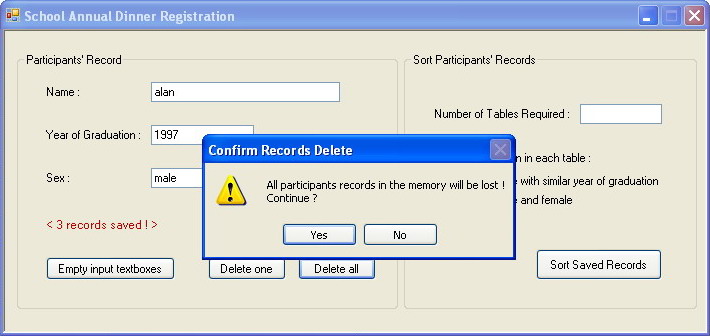 School Annual Dinner Registration
Participants' Record
Name :
alan
Year of Graduation :
1997
Sex :
male
< 3 records saved ! >
Empty input textboxes
Delete one
Delete all
Sort Participants' Records
Number of Tables Required :
in each table :
with similar year of graduation
and female
Sort Saved Records
Confirm Records Delete
All participants records in the memory will be lost !
Continue ?
Yes
No